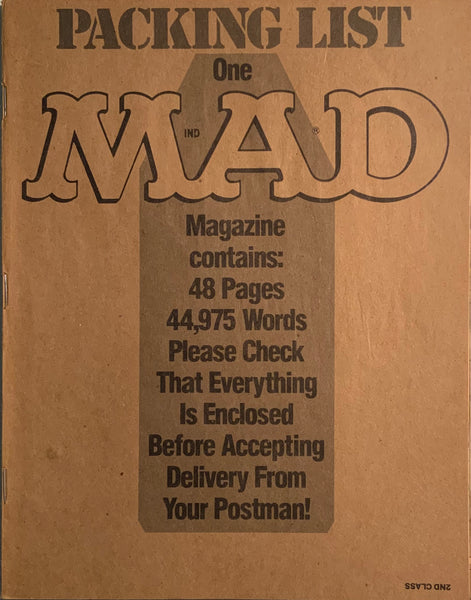 PACKING LIST
One
MAD
IND ®
Magazine
contains:
48 Pages
44,975 Words
Please Check
That Everything
Is Enclosed
Before Accepting
Delivery From
Your Postman!
2ND CLASS